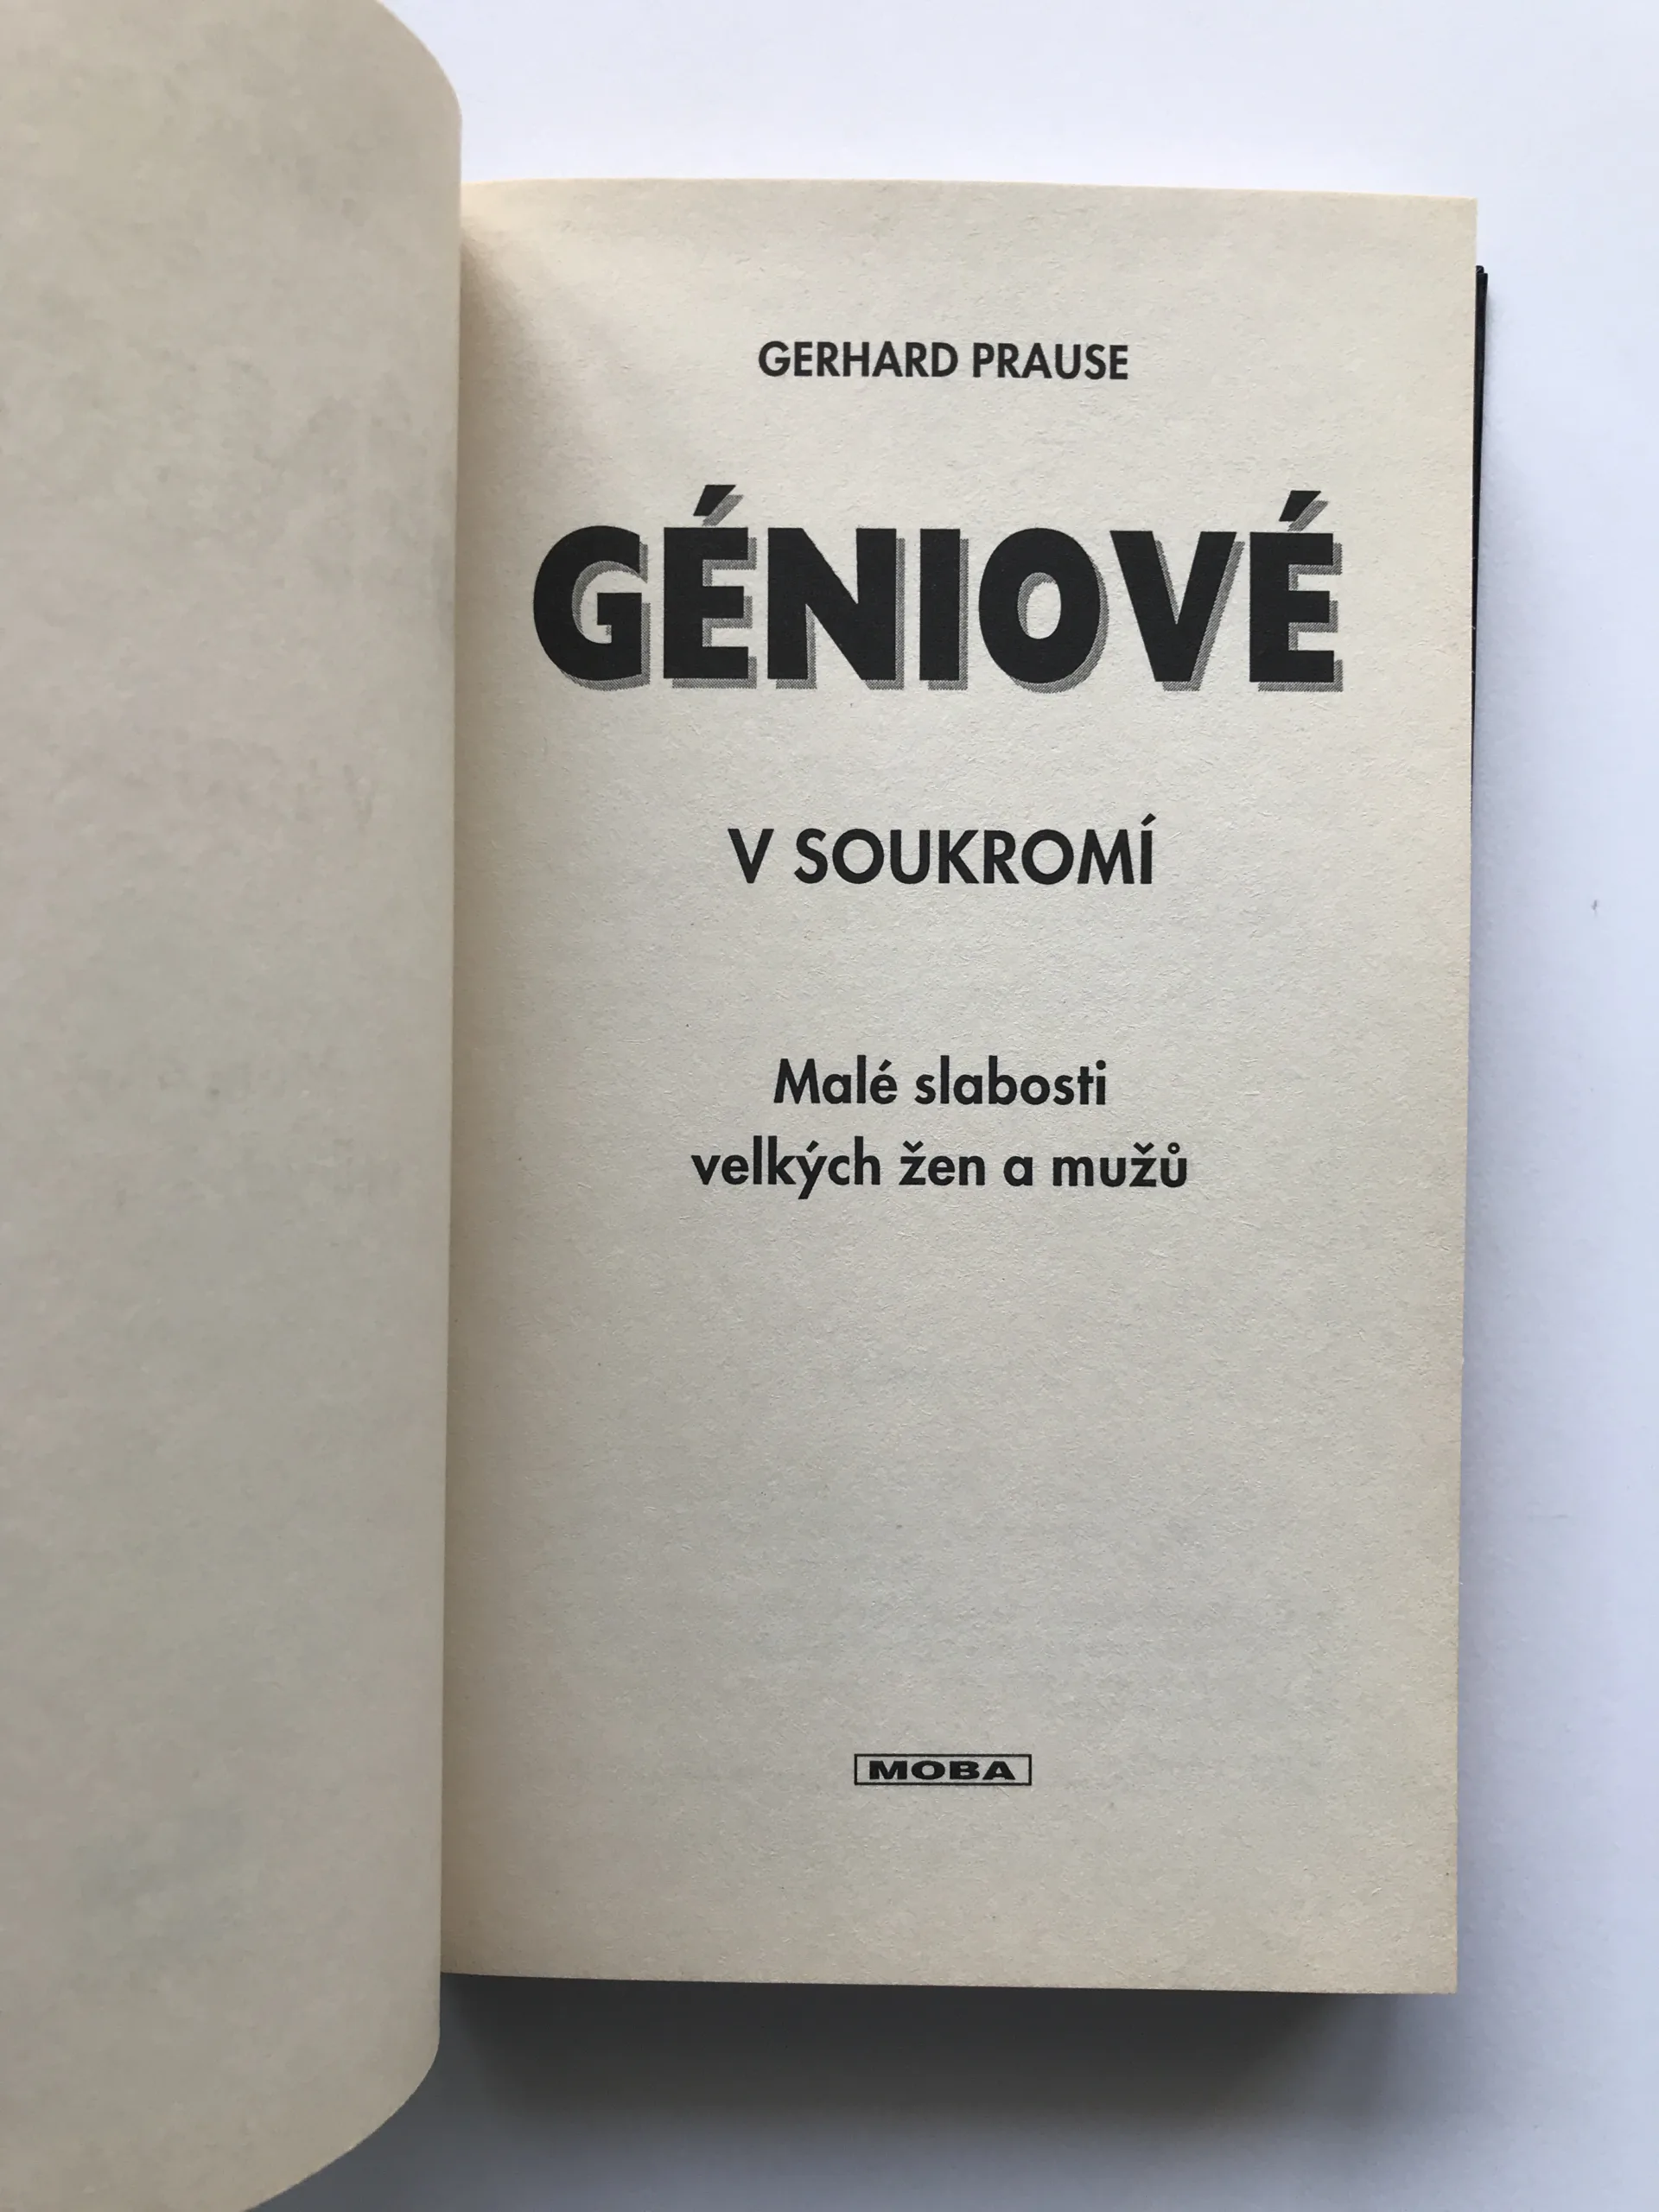 GERHARD PRAUSE
GÉNIOVÉ
V SOUKROMÍ
Malé slabosti
velkých žen a mužů
MOBA